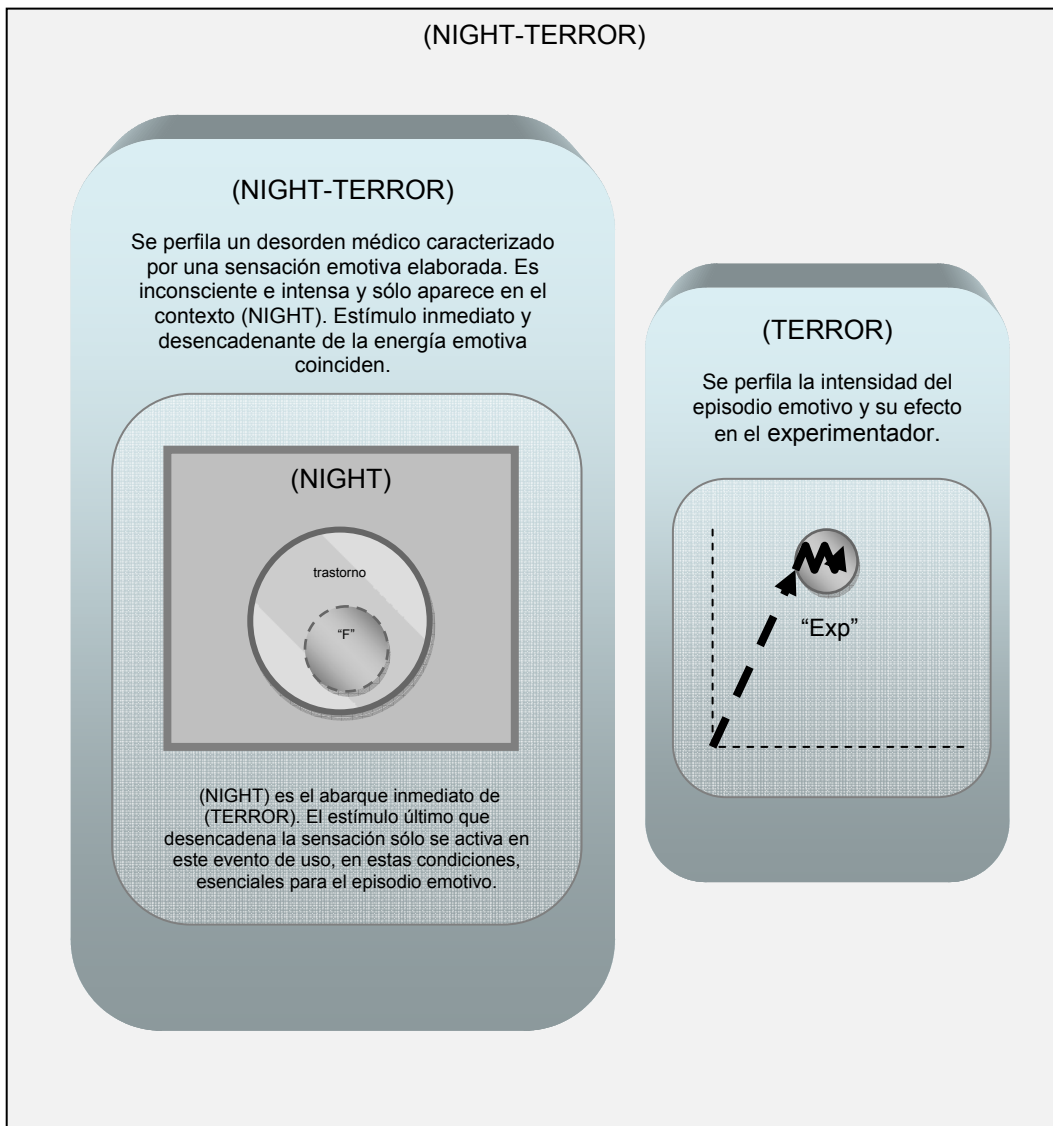 (NIGHT-TERROR)
(NIGHT-TERROR)
Se perfila un desorden médico caracterizado
por una sensación emotiva elaborada. Es
inconsciente e intensa y sólo aparece en el
contexto (NIGHT). Estímulo inmediato y
desencadenante de la energía emotiva
coinciden.
(NIGHT)
trastorno
“F”
(NIGHT) es el abarque inmediato de
(TERROR). El estímulo último que
desencadena la sensación sólo se activa en
este evento de uso, en estas condiciones,
esenciales para el episodio emotivo.
(TERROR)
Se perfila la intensidad del
episodio emotivo y su efecto
en el experimentador.
“Exp”